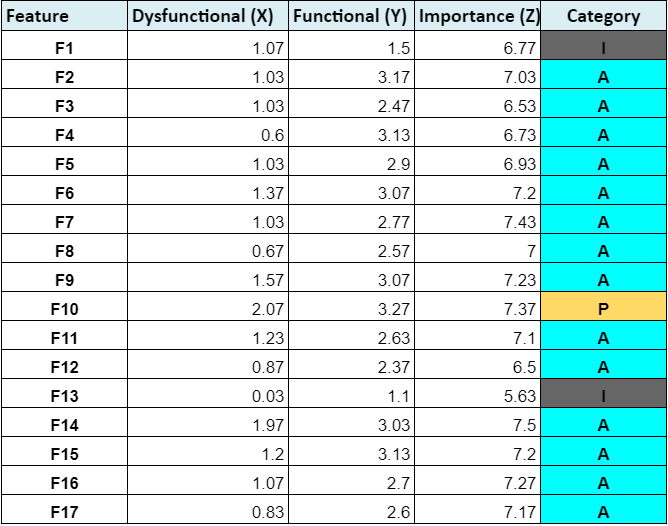 Feature Dysfunctional (X) Functional (Y) Importance (Z) Category
F1 1.07 1.5 6.77 I
F2 1.03 3.17 7.03 A
F3 1.03 2.47 6.53 A
F4 0.6 3.13 6.73 A
F5 1.03 2.9 6.93 A
F6 1.37 3.07 7.2 A
F7 1.03 2.77 7.43 A
F8 0.67 2.57 7 A
F9 1.57 3.07 7.23 A
F10 2.07 3.27 7.37 P
F11 1.23 2.63 7.1 A
F12 0.87 2.37 6.5 A
F13 0.03 1.1 5.63 I
F14 1.97 3.03 7.5 A
F15 1.2 3.13 7.2 A
F16 1.07 2.7 7.27 A
F17 0.83 2.6 7.17 A